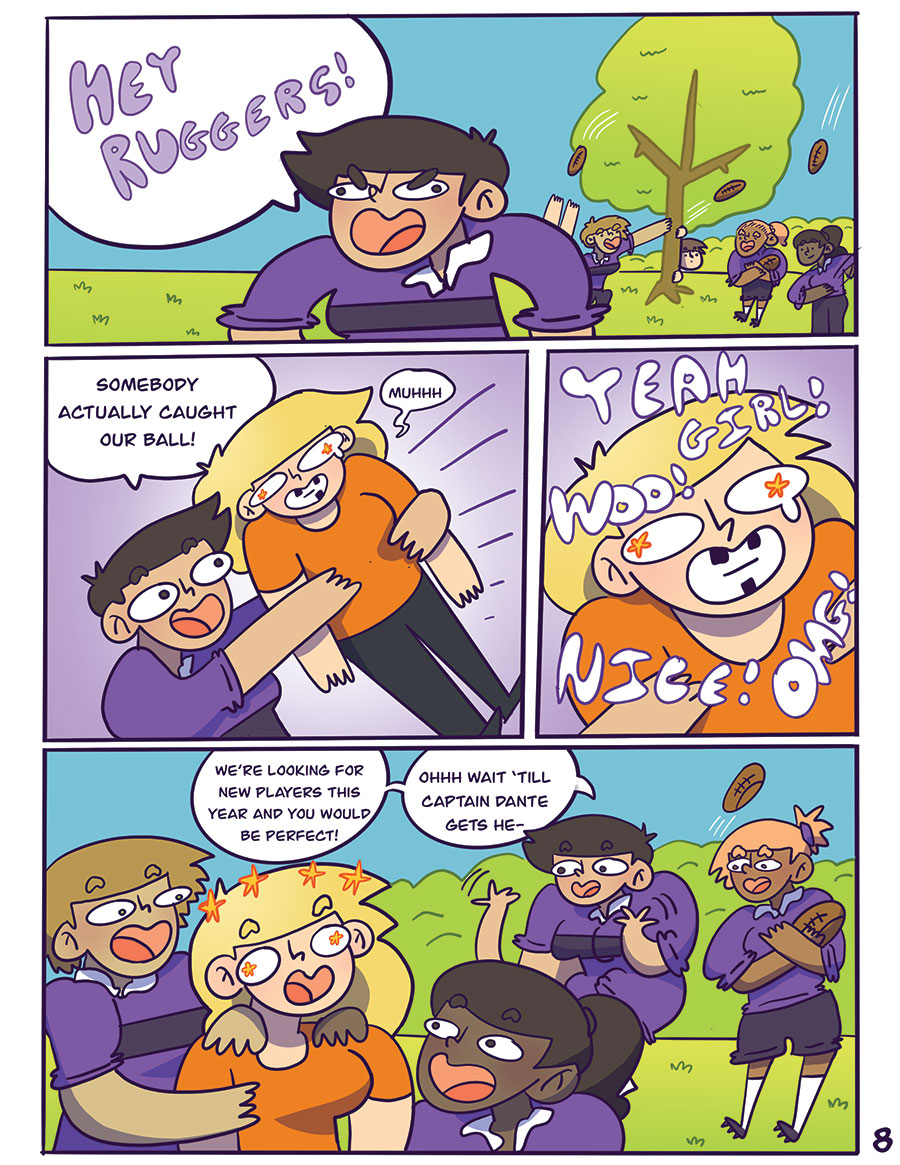 HEY
RUGGERS!
SOMEBODY
ACTUALLY CAUGHT
OUR BALL!
MUHHH
YEAH
GIRL!
WOO!
NICE!
OMG!
WE'RE LOOKING FOR
NEW PLAYERS THIS
YEAR AND YOU WOULD
BE PERFECT!
OHHH WAIT 'TILL
CAPTAIN DANTE
GETS HE-
8